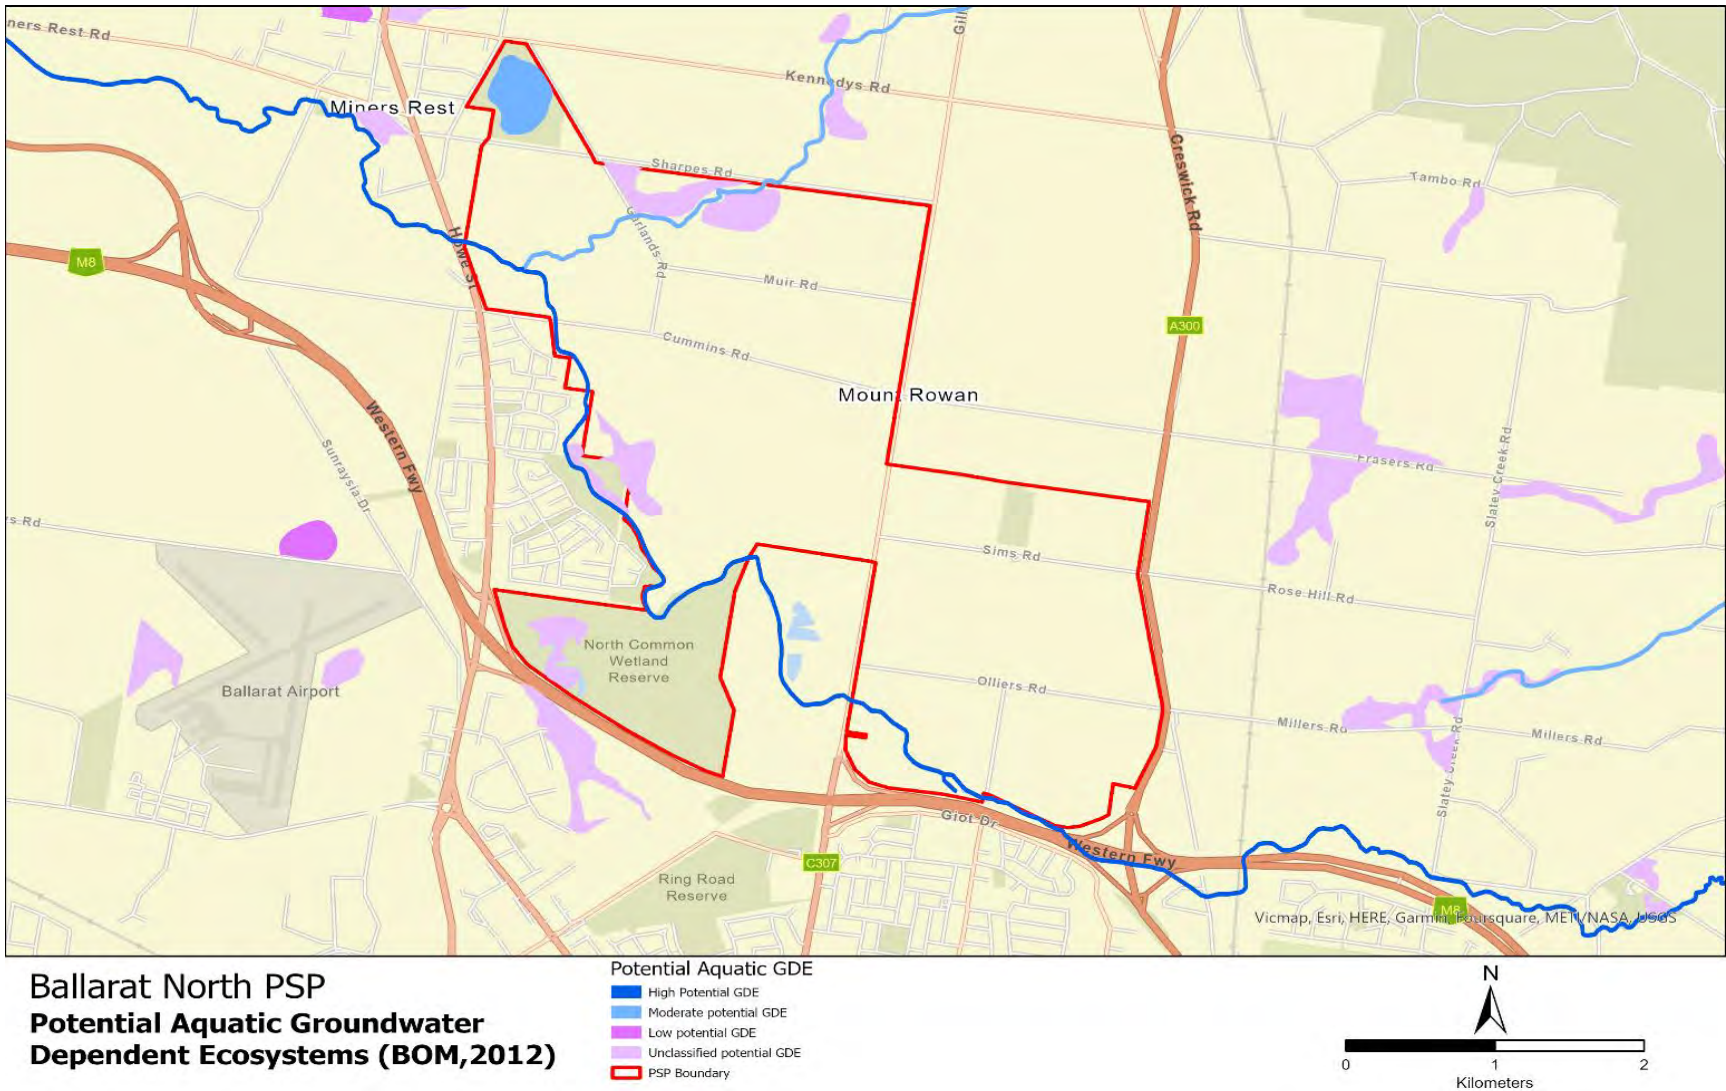 ners Rest Rd
Miners Rest
Kennedys Rd
Gill
Sharpes Rd
Creswick Rd
Tambo Rd
Howe St
Garlands Rd
M8
Muir Rd
A300
Cummins Rd
Mount Rowan
Western Fwy
Sunraysia Dr
Frasers Rd
Slatey Creek Rd
s Rd
Sims Rd
Rose Hill Rd
North Common
Wetland
Reserve
Ballarat Airport
Olliers Rd
Millers Rd
Millers Rd
Slatey Creek Rd
Giot Dr
Western Fwy
C307
Ring Road
Reserve
M8
Vicmap, Esri, HERE, Garmin, Foursquare, METI/NASA, USGS
Ballarat North PSP
Potential Aquatic Groundwater
Dependent Ecosystems (BOM,2012)
Potential Aquatic GDE
High Potential GDE
Moderate potential GDE
Low potential GDE
Unclassified potential GDE
PSP Boundary
N
0 1 2
Kilometers